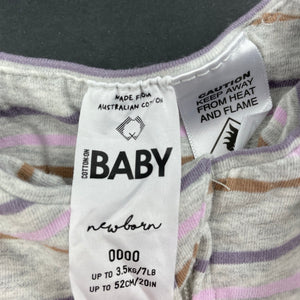 MADE FROM
AUSTRALIAN COTTON
COTTON:ON
BABY
newborn
0000
UP TO 3.5KG/7LB
UP TO 52CM/20IN
CAUTION
KEEP AWAY
FROM HEAT
AND FLAME